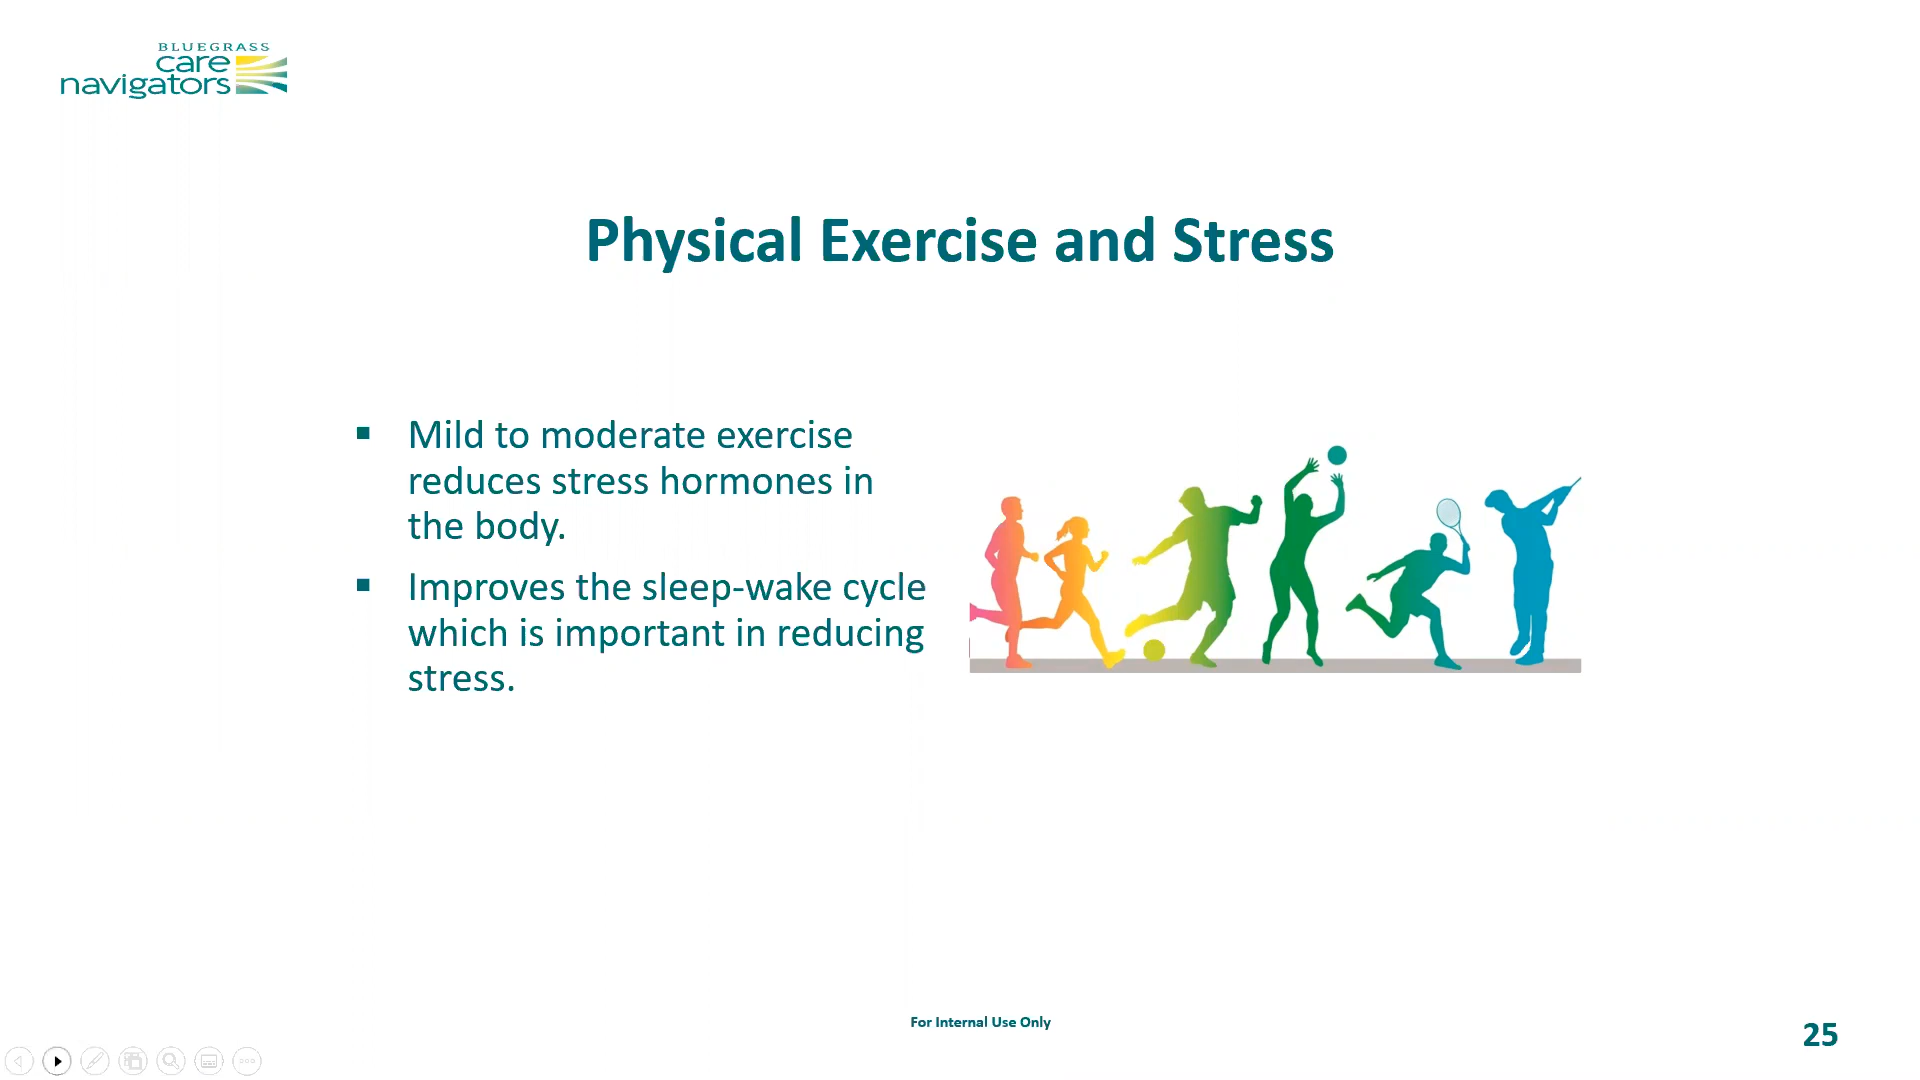 BLUEGRASS
care
navigators
Physical Exercise and Stress
▪ Mild to moderate exercise
reduces stress hormones in
the body.
▪ Improves the sleep-wake cycle
which is important in reducing
stress.
For Internal Use Only
25